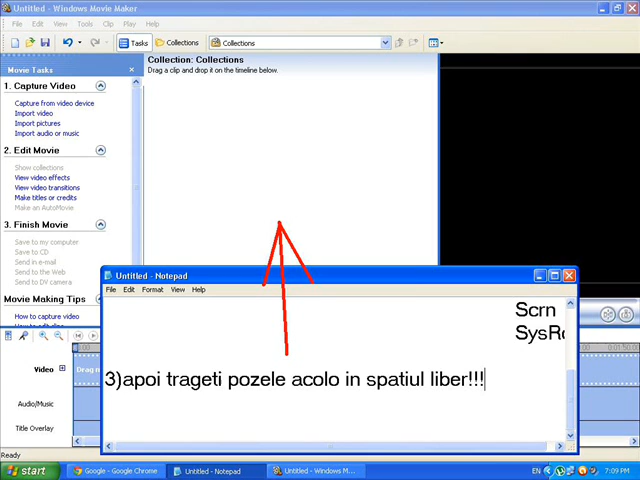 Untitled - Windows Movie Maker
File Edit View Tools Clip Play Help
Tasks Collections Collections
Movie Tasks
Collection: Collections
Drag a clip and drop it on the timeline below.
1. Capture Video
Capture from video device
Import video
Import pictures
Import audio or music
2. Edit Movie
Show collections
View video effects
View video transitions
Make titles or credits
Make an AutoMovie
3. Finish Movie
Save to my computer
Save to CD
Send in e-mail
Send to the Web
Send to DV camera
Movie Making Tips
How to capture video
Untitled - Notepad
File Edit Format View Help
Scrn
3)apoi trageti pozele acolo in spatiul liber!!!
Video
Audio/Music
Title Overlay
Ready
start
Google - Google Chrome
Untitled - Notepad
Untitled - Windows M...
EN
7:09 PM